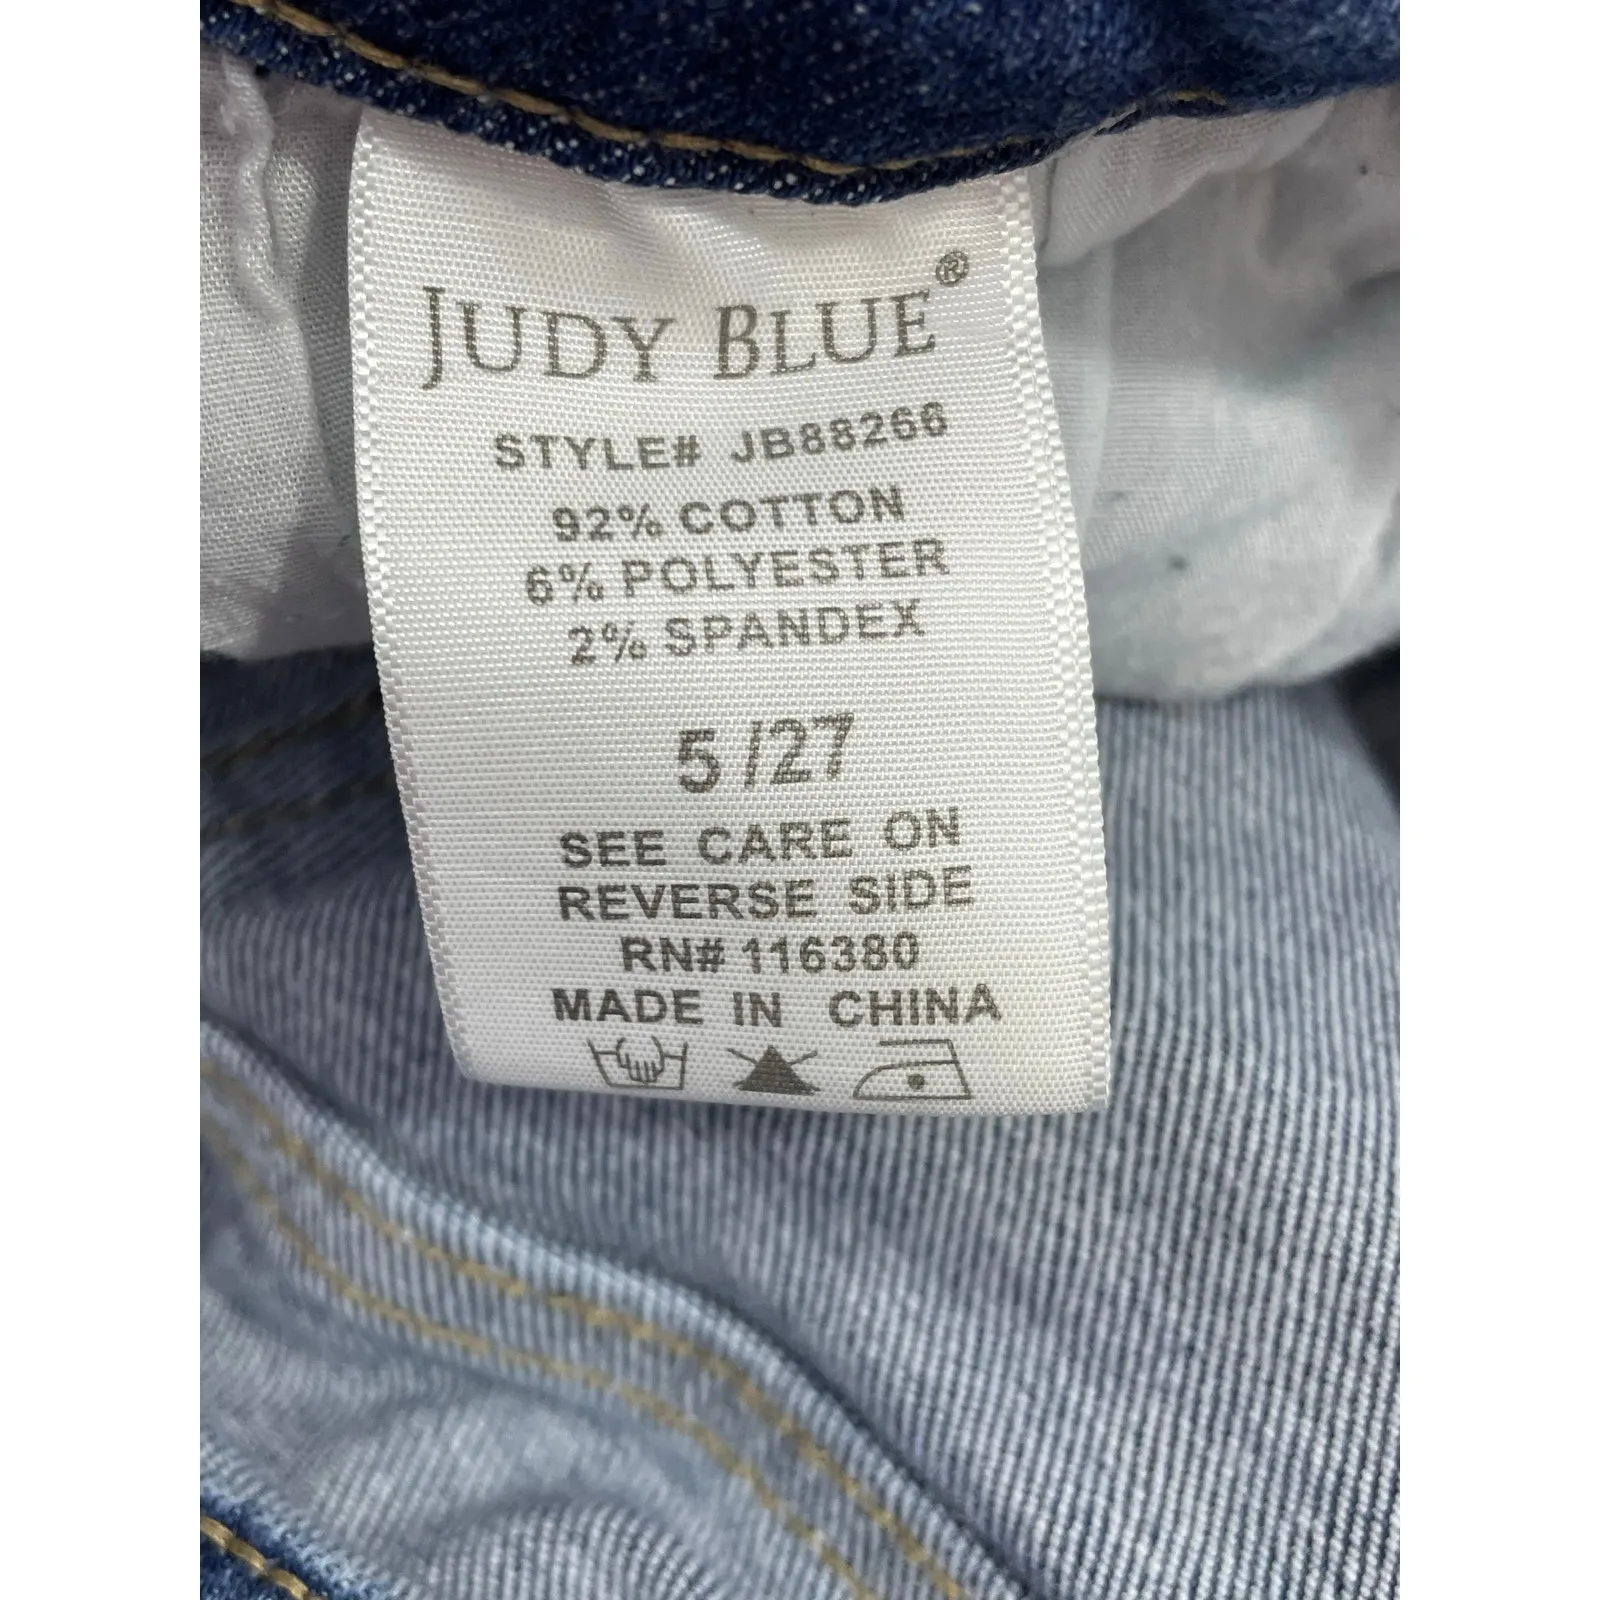 JUDY BLUE®
STYLE# JB88266
92% COTTON
6% POLYESTER
2% SPANDEX
5/27
SEE CARE ON
REVERSE SIDE
RN# 116380
MADE IN CHINA